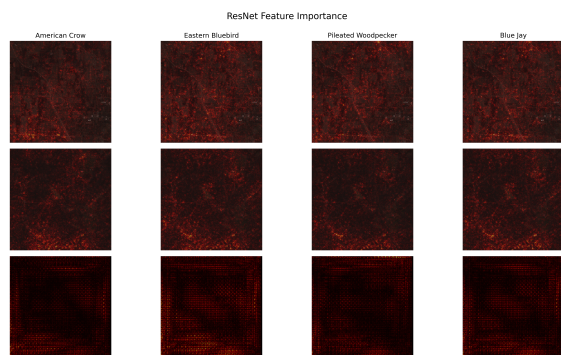 ResNet Feature Importance
American Crow
Eastern Bluebird
Pileated Woodpecker
Blue Jay